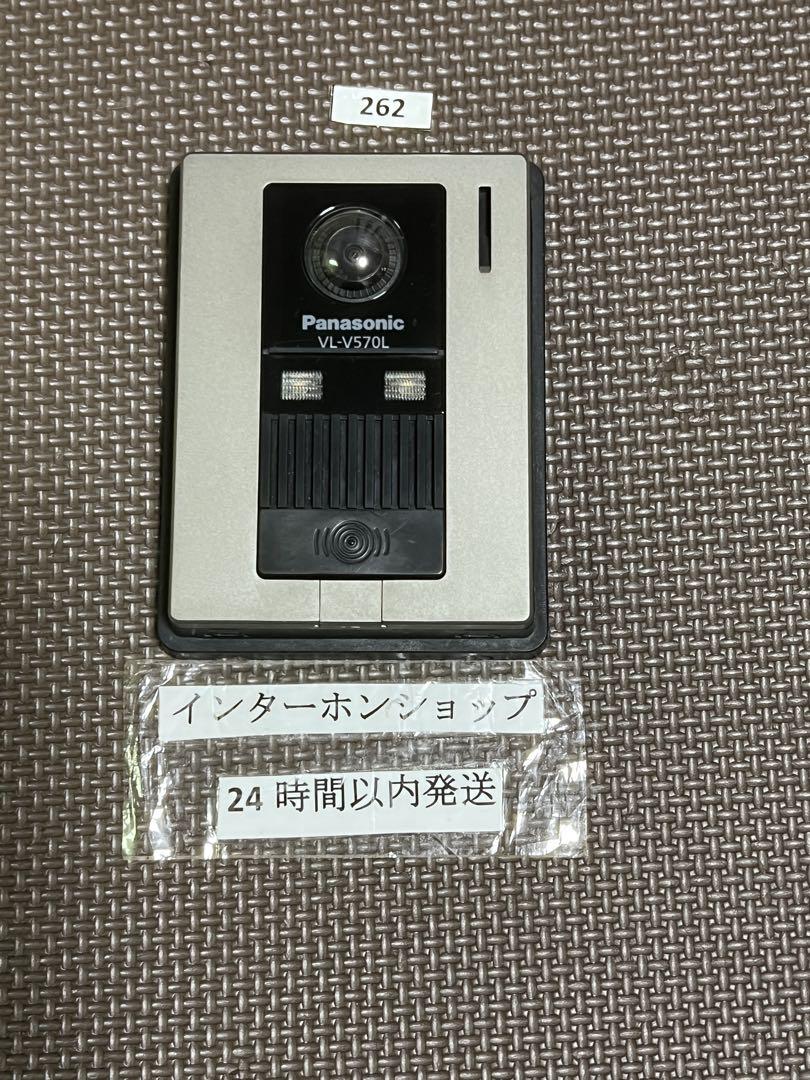 262
Panasonic
VL-V570L
インターホンショップ
24 時間以内発送